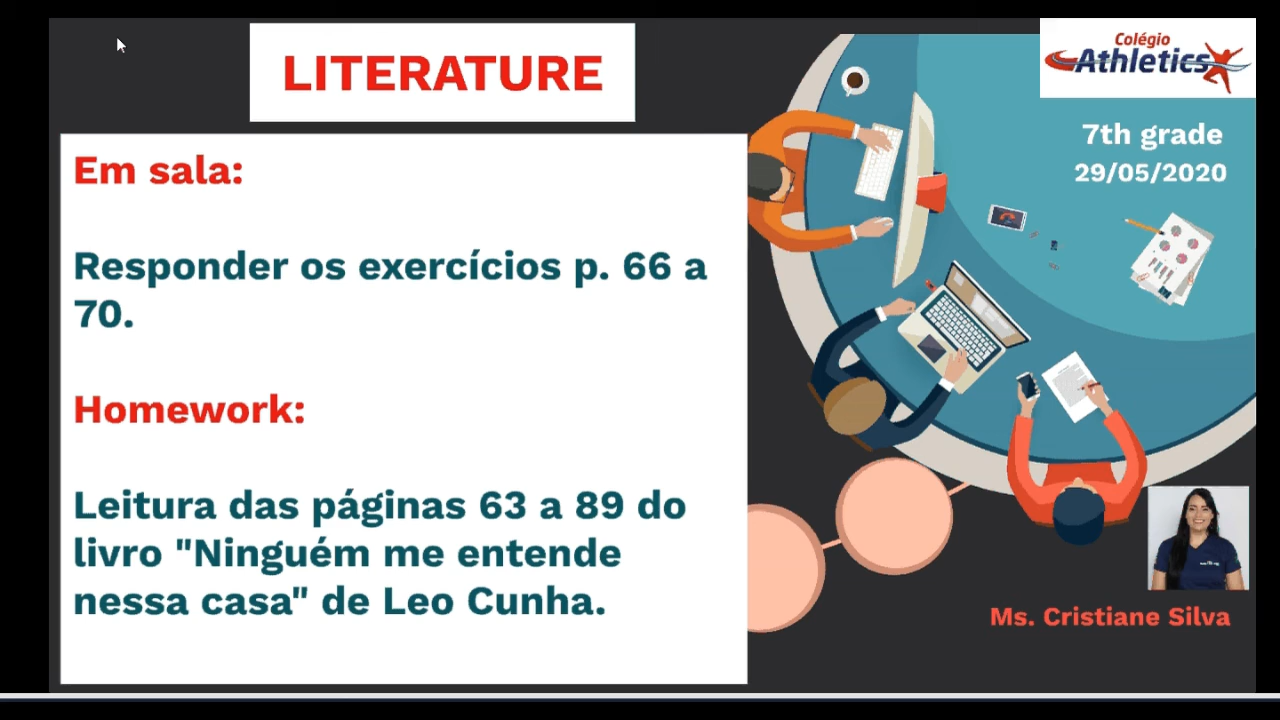 LITERATURE
Colégio
Athletics
7th grade
29/05/2020
Em sala:
Responder os exercícios p. 66 a
70.
Homework:
Leitura das páginas 63 a 89 do
livro "Ninguém me entende
nessa casa" de Leo Cunha.
Ms. Cristiane Silva